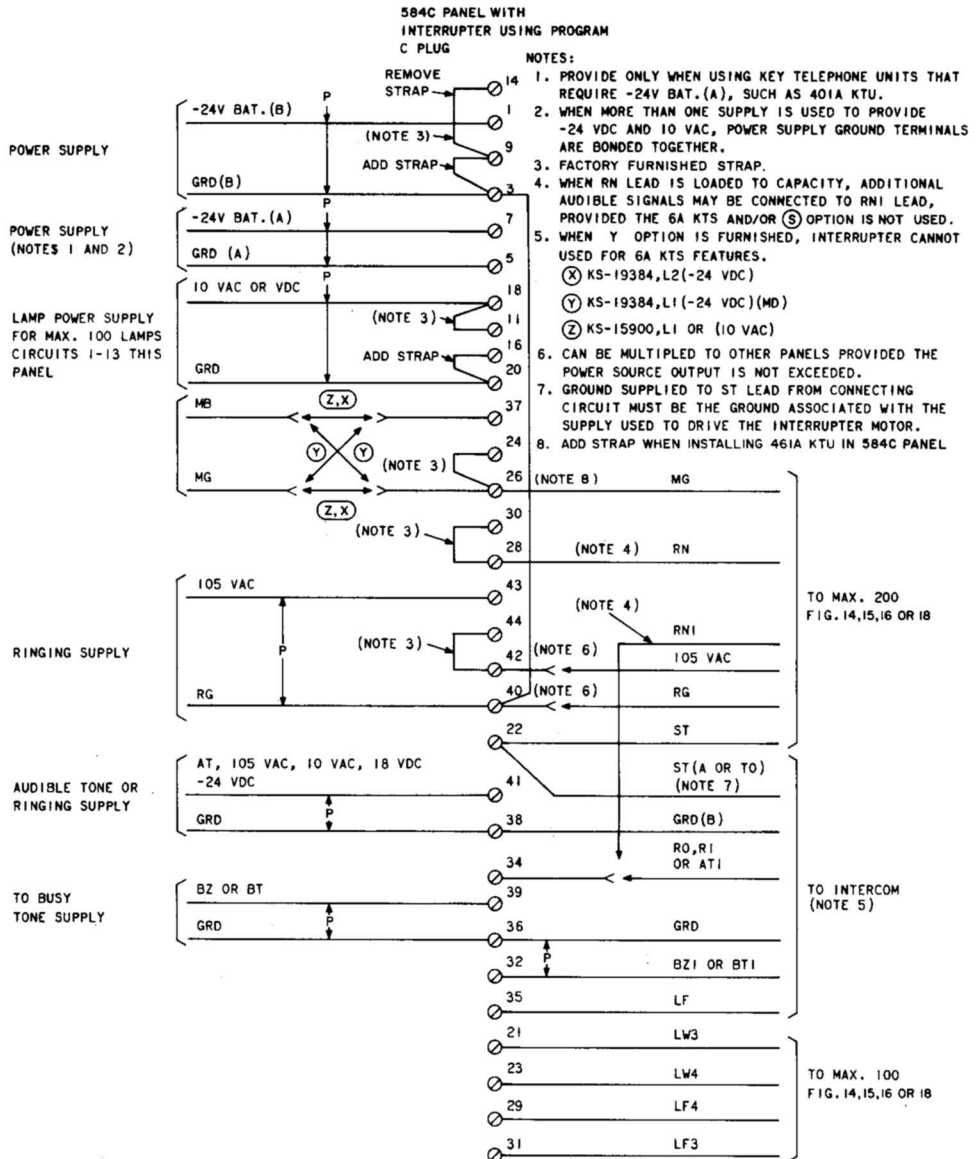 584C PANEL WITH
INTERRUPTER USING PROGRAM
C PLUG
NOTES:
1. PROVIDE ONLY WHEN USING KEY TELEPHONE UNITS THAT
REQUIRE -24V BAT.(A), SUCH AS 401A KTU.
2. WHEN MORE THAN ONE SUPPLY IS USED TO PROVIDE
-24 VDC AND 10 VAC, POWER SUPPLY GROUND TERMINALS
ARE BONDED TOGETHER.
3. FACTORY FURNISHED STRAP.
4. WHEN RN LEAD IS LOADED TO CAPACITY, ADDITIONAL
AUDIBLE SIGNALS MAY BE CONNECTED TO RN1 LEAD,
PROVIDED THE 6A KTS AND/OR (S) OPTION IS NOT USED.
5. WHEN Y OPTION IS FURNISHED, INTERRUPTER CANNOT
USED FOR 6A KTS FEATURES.
(X) KS-19384,L2(-24 VDC)
(Y) KS-19384,L1(-24 VDC)(MD)
(Z) KS-15900,L1 OR (10 VAC)
6. CAN BE MULTIPLED TO OTHER PANELS PROVIDED THE
POWER SOURCE OUTPUT IS NOT EXCEEDED.
7. GROUND SUPPLIED TO ST LEAD FROM CONNECTING
CIRCUIT MUST BE THE GROUND ASSOCIATED WITH THE
SUPPLY USED TO DRIVE THE INTERRUPTER MOTOR.
8. ADD STRAP WHEN INSTALLING 461A KTU IN 584C PANEL
REMOVE
STRAP
14
POWER SUPPLY
-24V BAT.(B)
P
1
(NOTE 3)
9
ADD STRAP
GRD(B)
3
POWER SUPPLY
(NOTES 1 AND 2)
-24V BAT.(A)
P
7
GRD (A)
5
LAMP POWER SUPPLY
FOR MAX. 100 LAMPS
CIRCUITS 1-13 THIS
PANEL
10 VAC OR VDC
P
18
(NOTE 3)
11
16
ADD STRAP
GRD
20
MB
Z,X
37
Y
Y
24
(NOTE 3)
MG
Z,X
26
(NOTE 8)
MG
30
(NOTE 3)
28
(NOTE 4)
RN
TO MAX. 200
FIG.14,15,16 OR 18
RINGING SUPPLY
105 VAC
43
P
(NOTE 4)
44
(NOTE 3)
RN1
42
(NOTE 6)
105 VAC
RG
40
(NOTE 6)
RG
22
ST
AUDIBLE TONE OR
RINGING SUPPLY
AT, 105 VAC, 10 VAC, 18 VDC
-24 VDC
41
ST(A OR TO)
(NOTE 7)
P
GRD
38
GRD(B)
34
RO,R1
OR AT1
TO INTERCOM
(NOTE 5)
TO BUSY
TONE SUPPLY
BZ OR BT
39
P
GRD
36
GRD
P
32
BZ1 OR BT1
35
LF
21
LW3
23
LW4
TO MAX. 100
FIG.14,15,16 OR 18
29
LF4
31
LF3